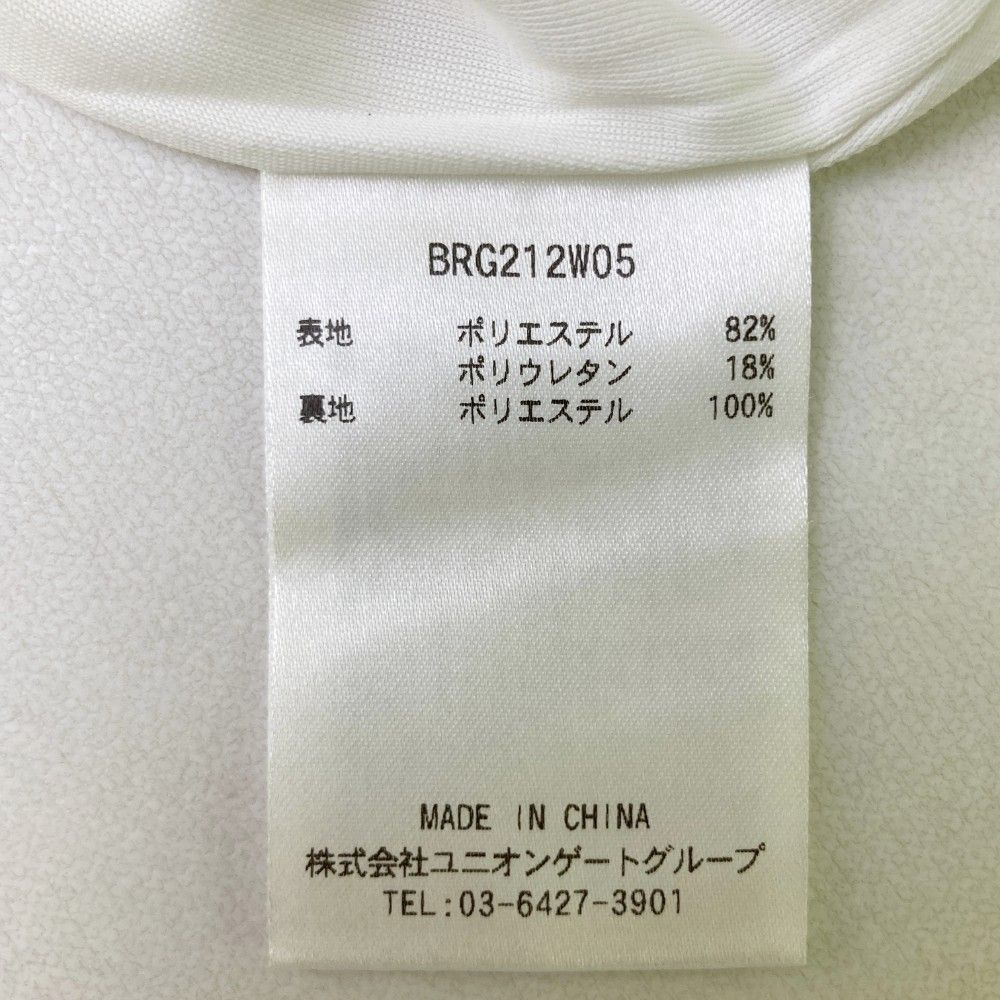 BRG212W05
表地 ポリエステル 82%
ポリウレタン 18%
裏地 ポリエステル 100%
MADE IN CHINA
株式会社ユニオンゲートグループ
TEL:03-6427-3901